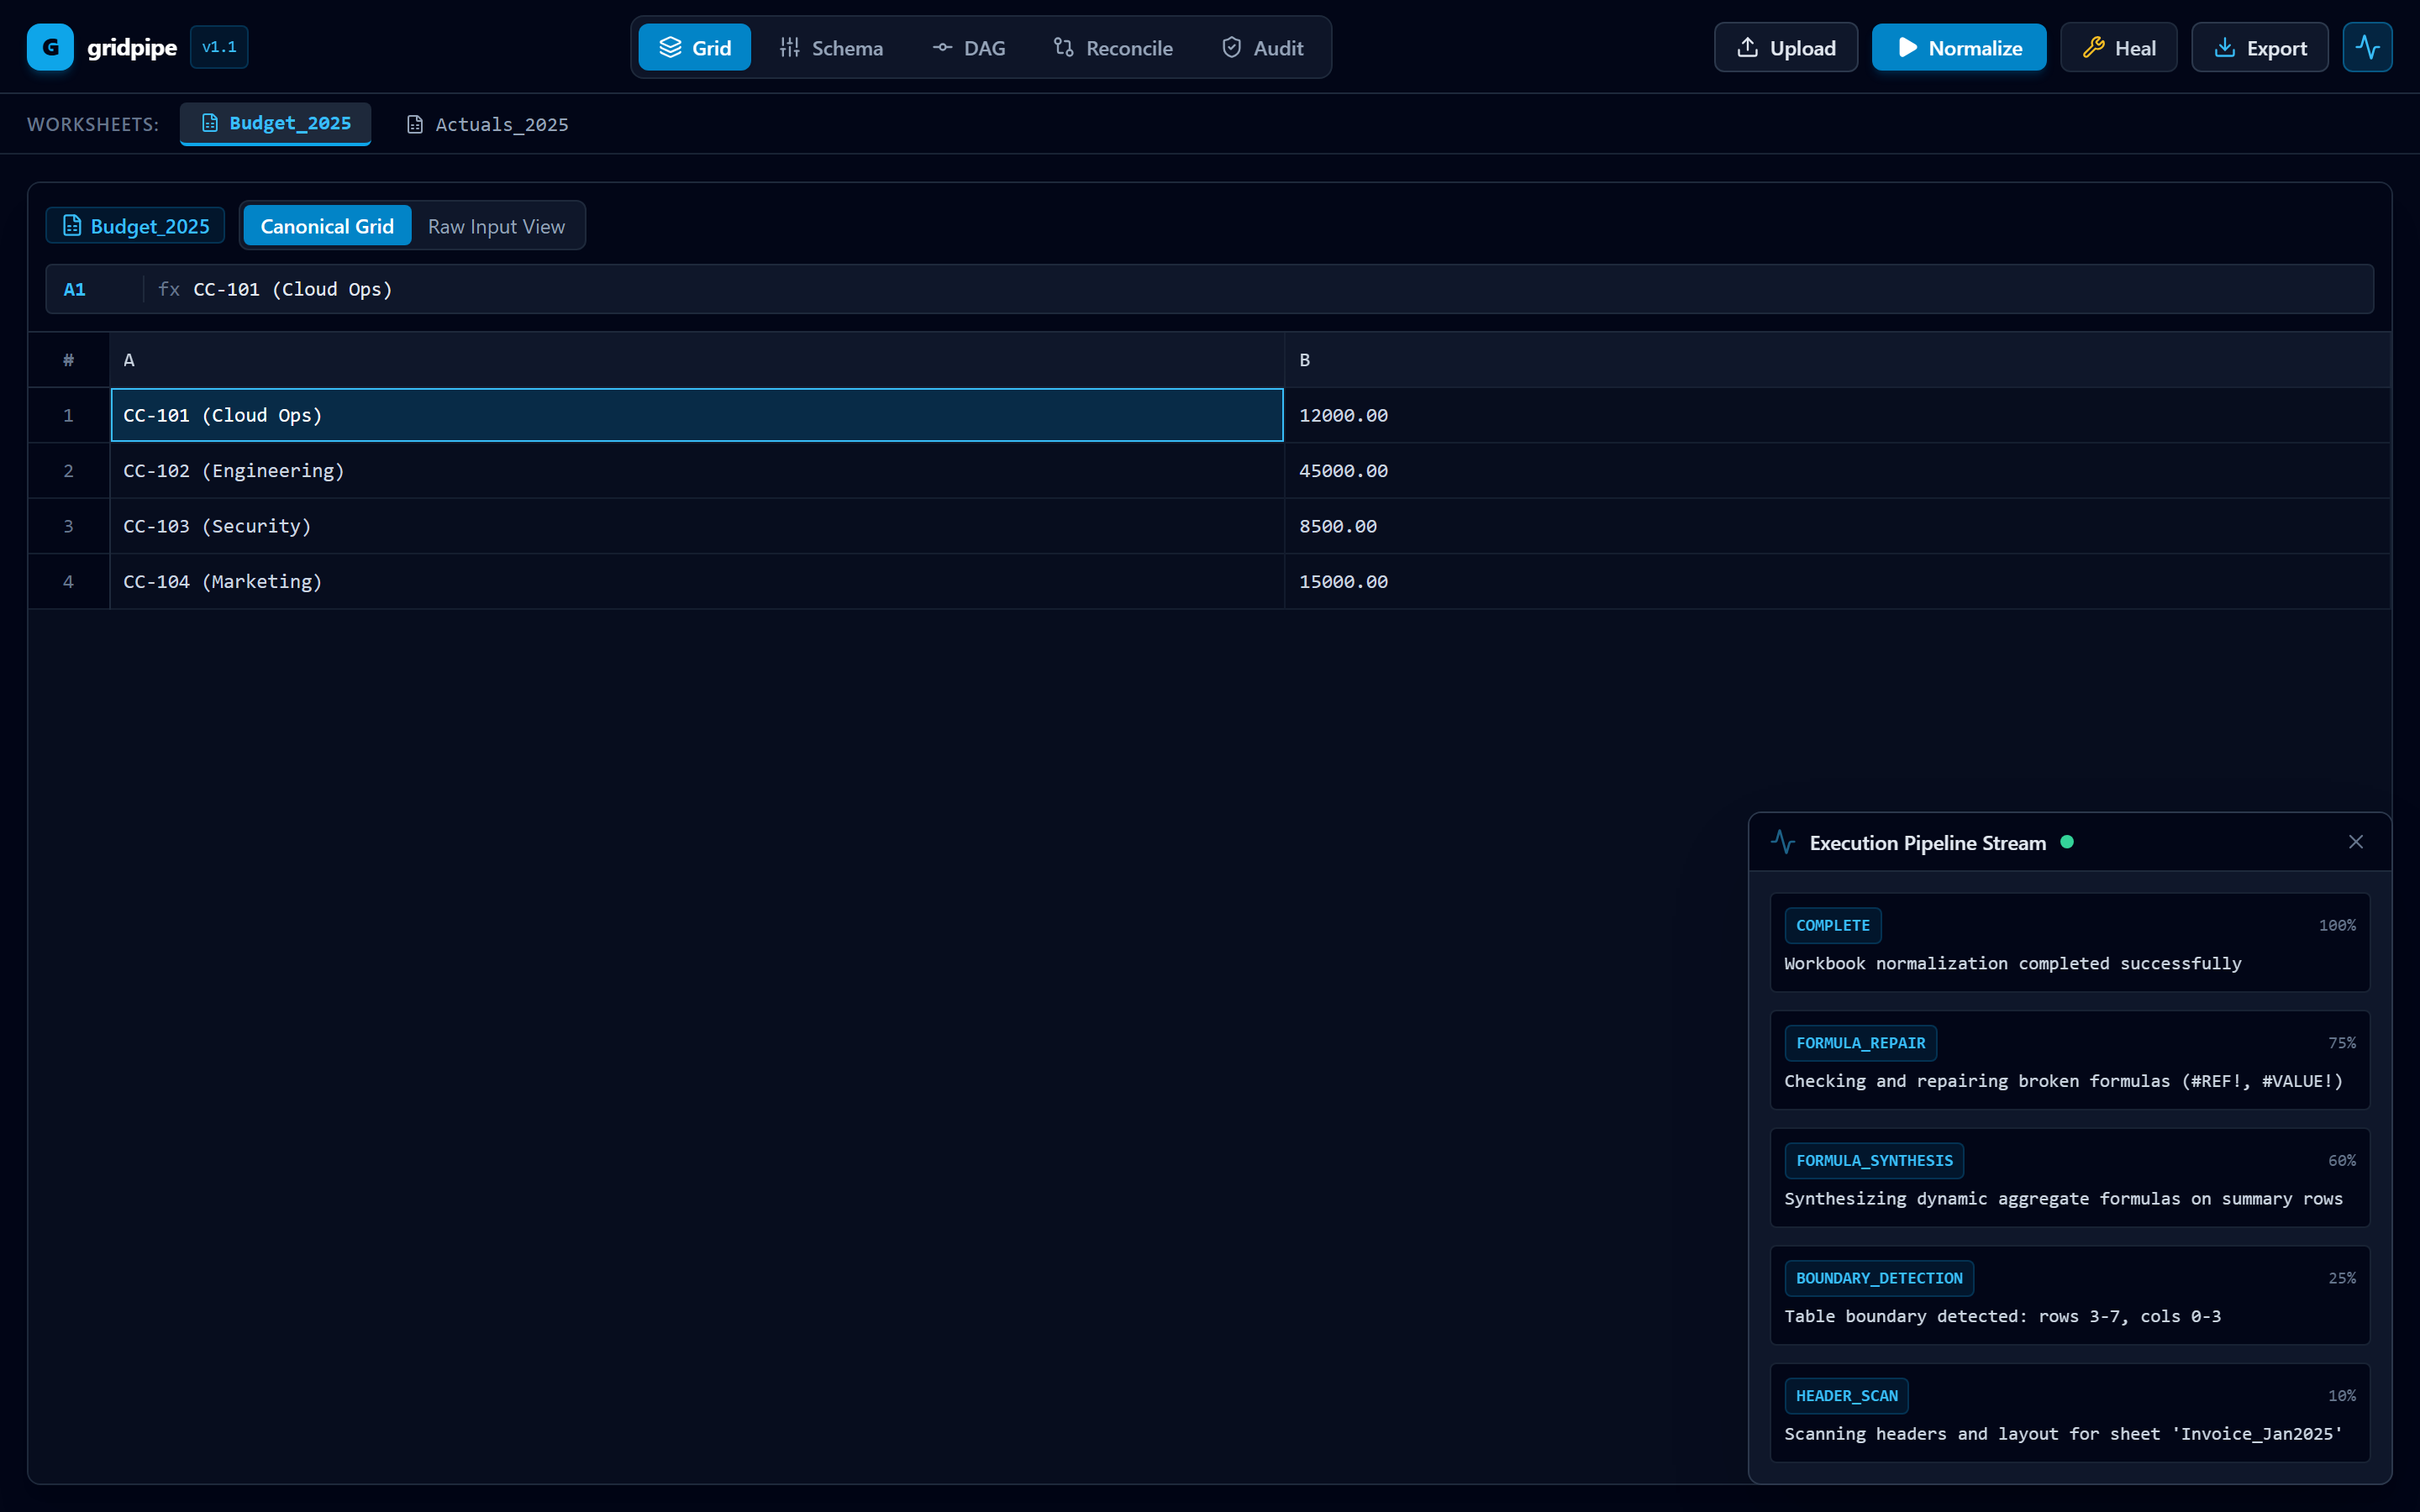 G gridpipe v1.1 Grid Schema DAG Reconcile Audit Upload Normalize Heal Export
WORKSHEETS: Budget_2025 Actuals_2025
Budget_2025 Canonical Grid Raw Input View
A1 fx CC-101 (Cloud Ops)
# A B
1 CC-101 (Cloud Ops) 12000.00
2 CC-102 (Engineering) 45000.00
3 CC-103 (Security) 8500.00
4 CC-104 (Marketing) 15000.00
Execution Pipeline Stream
COMPLETE 100%
Workbook normalization completed successfully
FORMULA_REPAIR 75%
Checking and repairing broken formulas (#REF!, #VALUE!)
FORMULA_SYNTHESIS 60%
Synthesizing dynamic aggregate formulas on summary rows
BOUNDARY_DETECTION 25%
Table boundary detected: rows 3-7, cols 0-3
HEADER_SCAN 10%
Scanning headers and layout for sheet 'Invoice_Jan2025'